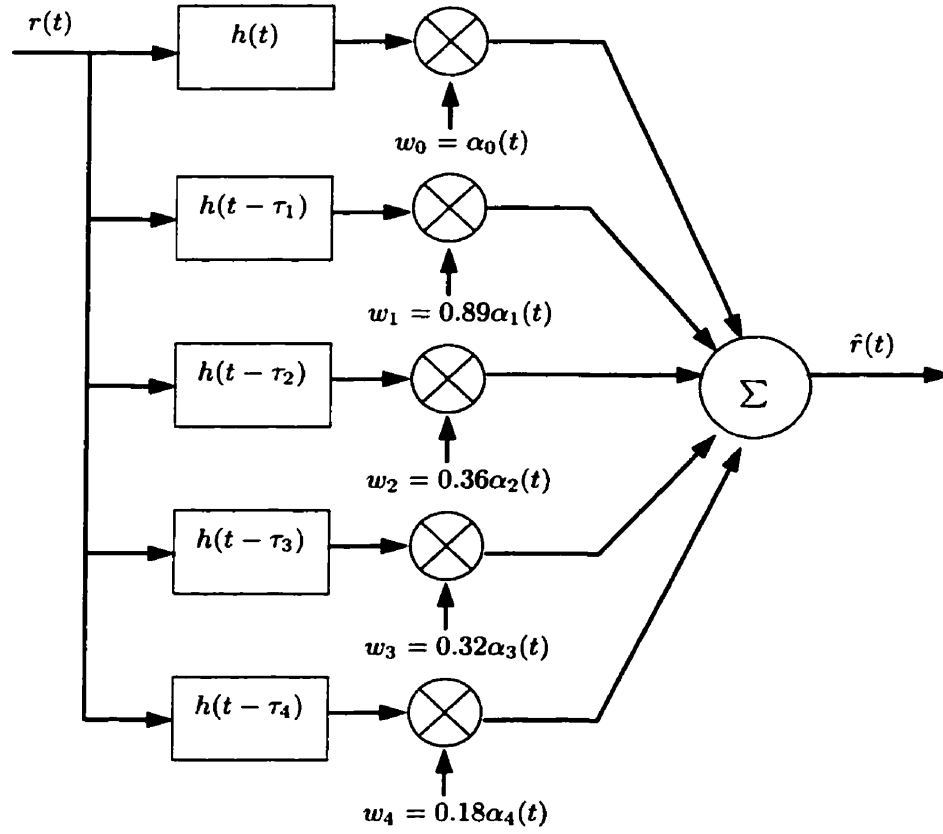 r(t)
h(t)
w₀ = α₀(t)
h(t − τ₁)
w₁ = 0.89α₁(t)
h(t − τ₂)
w₂ = 0.36α₂(t)
r̂(t)
Σ
h(t − τ₃)
w₃ = 0.32α₃(t)
h(t − τ₄)
w₄ = 0.18α₄(t)